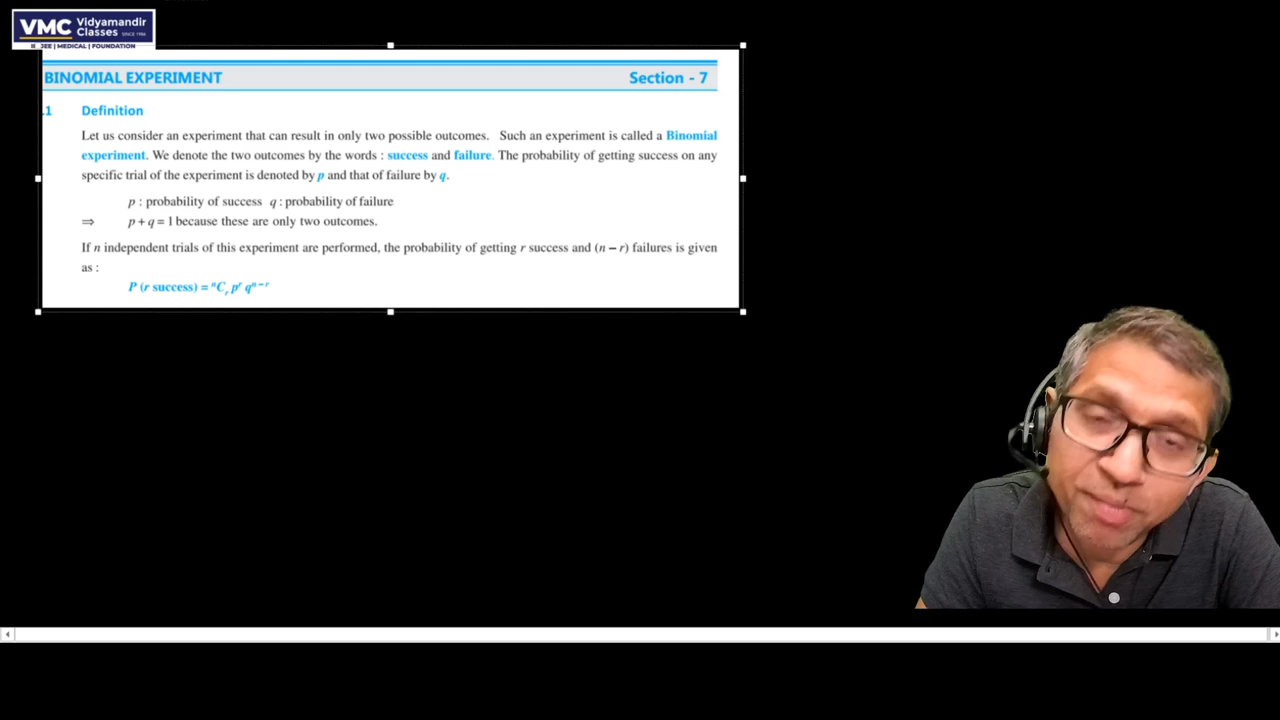 VMC Vidyamandir
Classes SINCE 1986
IIT JEE | MEDICAL | FOUNDATION
BINOMIAL EXPERIMENT Section - 7
.1 Definition
Let us consider an experiment that can result in only two possible outcomes. Such an experiment is called a Binomial
experiment. We denote the two outcomes by the words : success and failure. The probability of getting success on any
specific trial of the experiment is denoted by p and that of failure by q.
p : probability of success q : probability of failure
⇒ p + q = 1 because these are only two outcomes.
If n independent trials of this experiment are performed, the probability of getting r success and (n − r) failures is given
as :
P (r success) = ⁿCᵣ pʳ qⁿ⁻ʳ